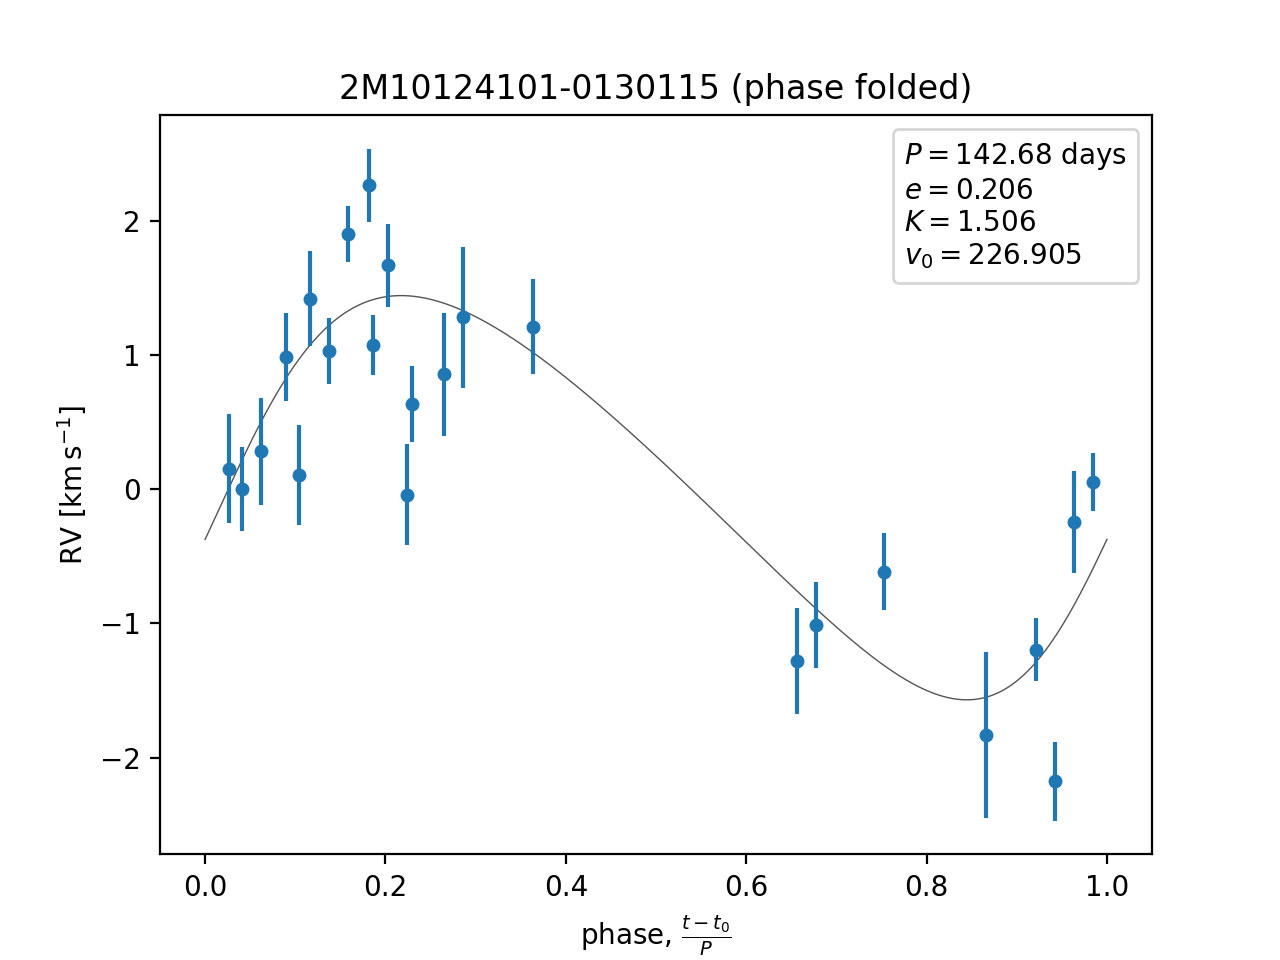 2M10124101-0130115 (phase folded)
P = 142.68 days
e = 0.206
K = 1.506
v₀ = 226.905
2
1
0
−1
−2
RV [km s⁻¹]
0.0 0.2 0.4 0.6 0.8 1.0
phase, (t − t₀)/P